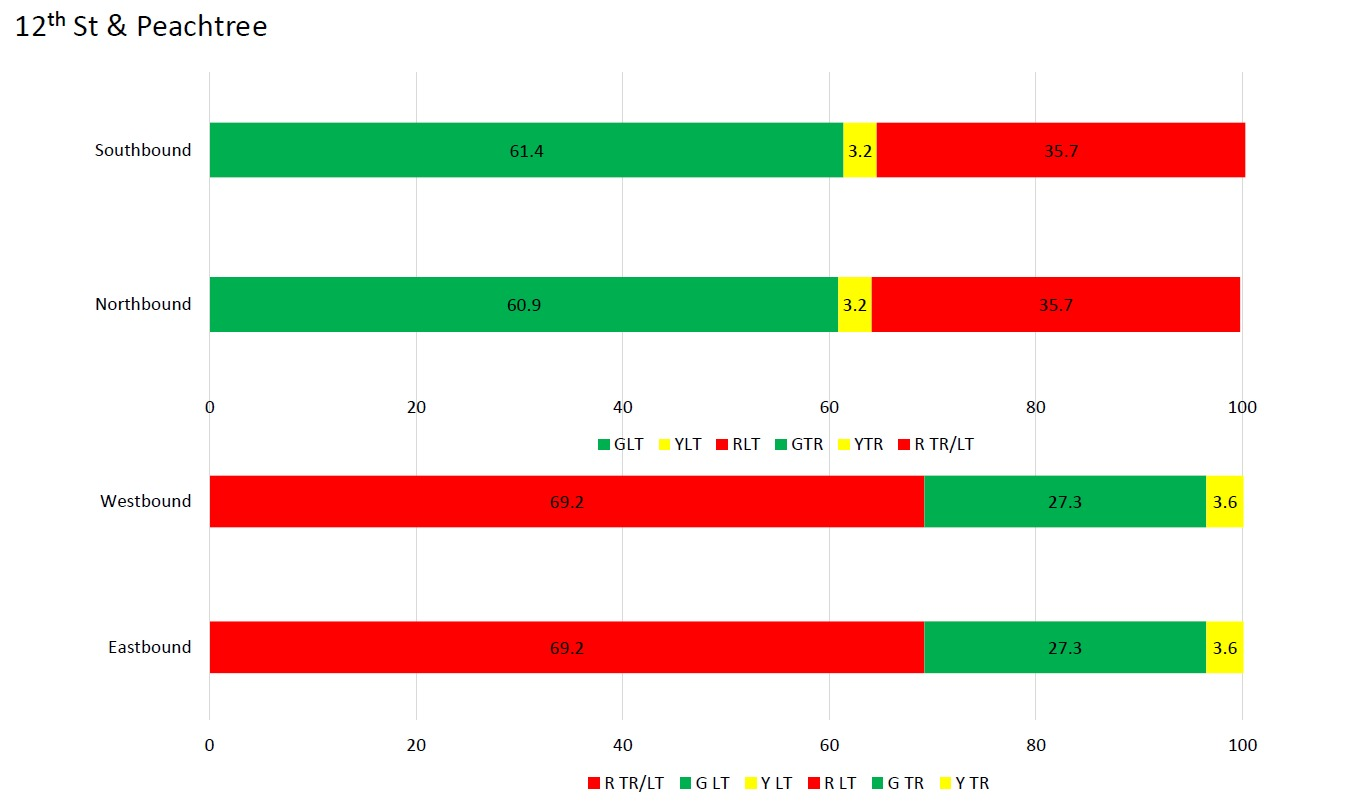 12th St & Peachtree
Southbound 61.4 3.2 35.7
Northbound 60.9 3.2 35.7
0 20 40 60 80 100
GLT YLT RLT GTR YTR R TR/LT
Westbound 69.2 27.3 3.6
Eastbound 69.2 27.3 3.6
0 20 40 60 80 100
R TR/LT G LT Y LT R LT G TR Y TR